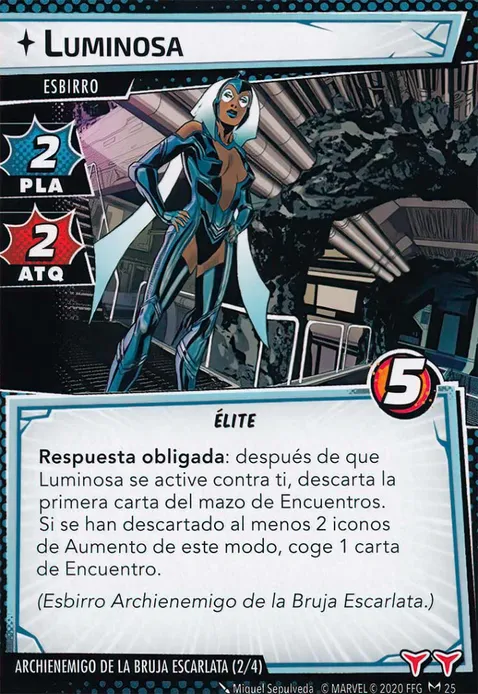 LUMINOSA
ESBIRRO
2
PLA
2
ATQ
5
ÉLITE
Respuesta obligada: después de que
Luminosa se active contra ti, descarta la
primera carta del mazo de Encuentros.
Si se han descartado al menos 2 iconos
de Aumento de este modo, coge 1 carta
de Encuentro.
(Esbirro Archienemigo de la Bruja Escarlata.)
ARCHIENEMIGO DE LA BRUJA ESCARLATA (2/4)
Miguel Sepulveda © MARVEL © 2020 FFG 25